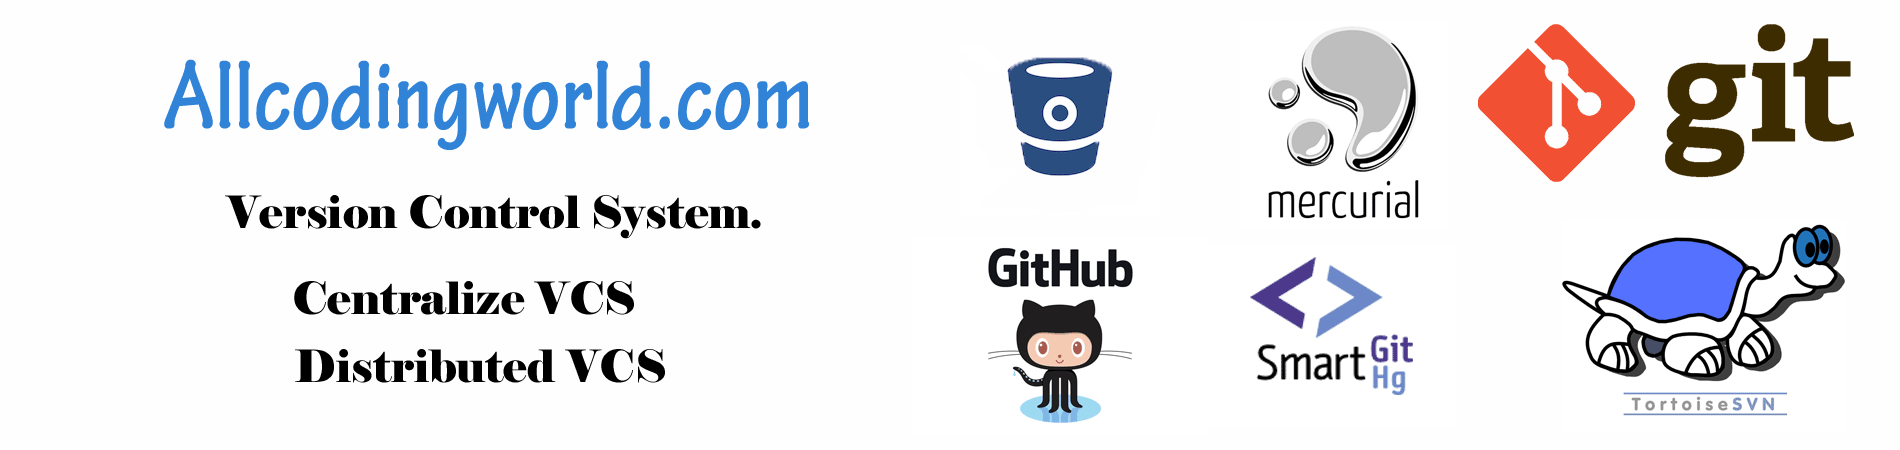 Allcodingworld.com
Version Control System.
Centralize VCS
Distributed VCS
mercurial
git
GitHub
Smart Git
Hg
TortoiseSVN